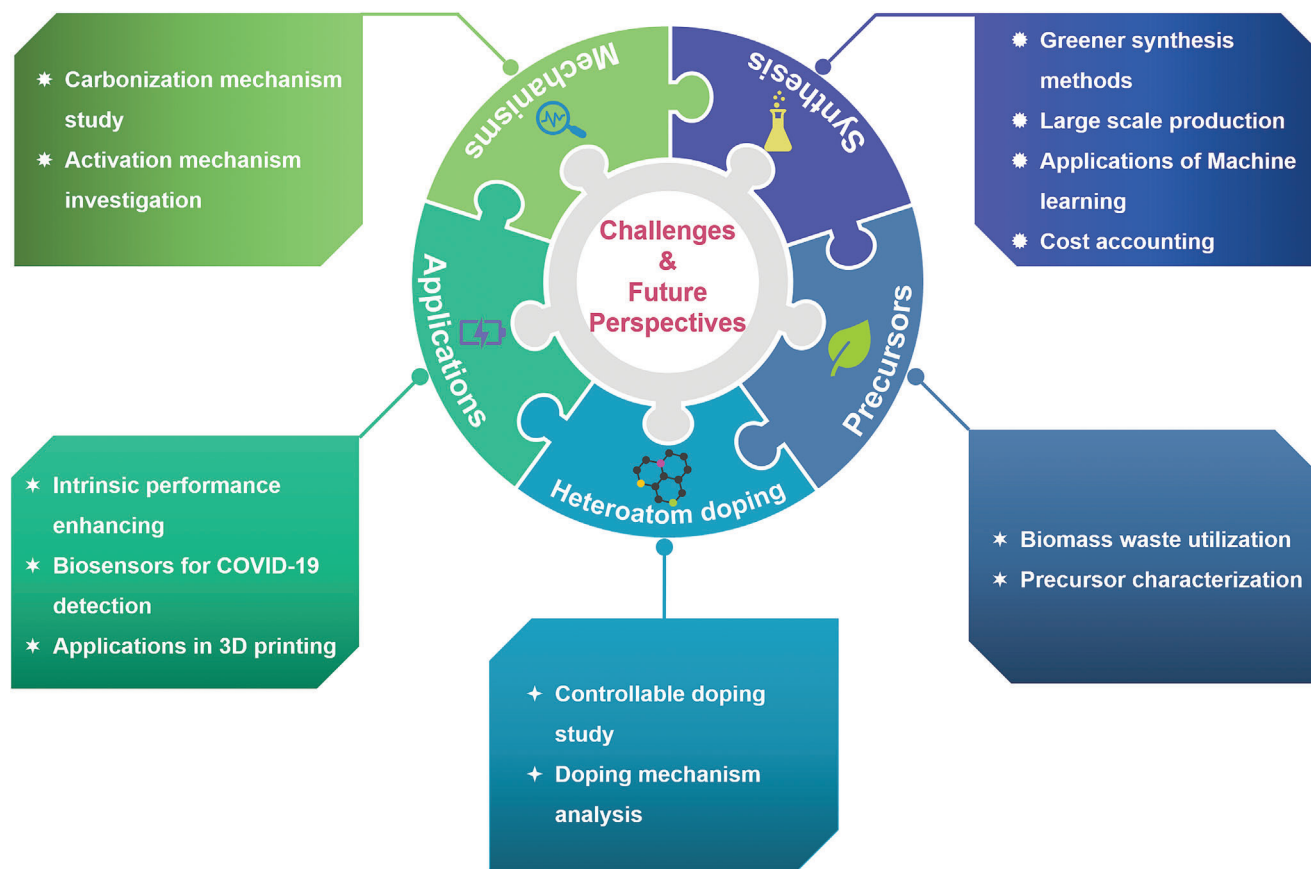 Carbonization mechanism
study
Activation mechanism
investigation
Mechanisms
Synthesis
Greener synthesis
methods
Large scale production
Applications of Machine
learning
Cost accounting
Challenges
&
Future
Perspectives
Applications
Precursors
Heteroatom doping
Intrinsic performance
enhancing
Biosensors for COVID-19
detection
Applications in 3D printing
Biomass waste utilization
Precursor characterization
Controllable doping
study
Doping mechanism
analysis